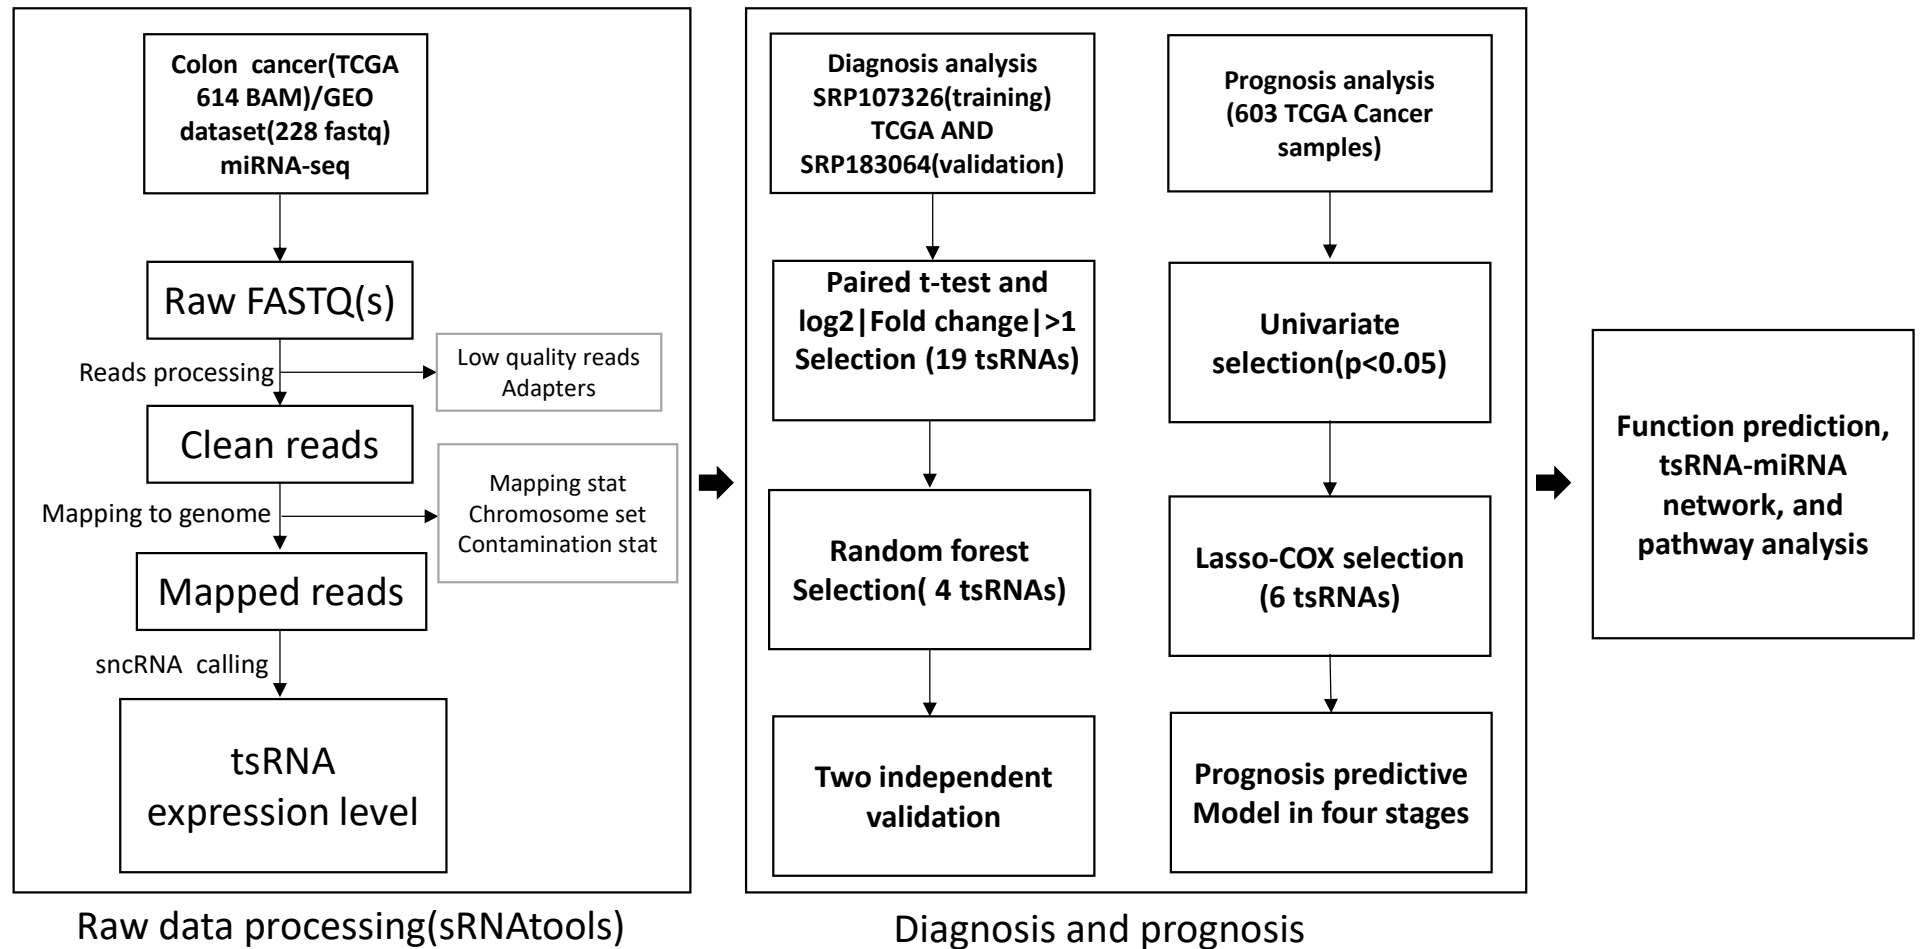 Colon cancer(TCGA
614 BAM)/GEO
dataset(228 fastq)
miRNA-seq
Raw FASTQ(s)
Reads processing
Low quality reads
Adapters
Clean reads
Mapping to genome
Mapping stat
Chromosome set
Contamination stat
Mapped reads
sncRNA calling
tsRNA
expression level
Raw data processing(sRNAtools)
Diagnosis analysis
SRP107326(training)
TCGA AND
SRP183064(validation)
Paired t-test and
log2|Fold change|>1
Selection (19 tsRNAs)
Random forest
Selection( 4 tsRNAs)
Two independent
validation
Prognosis analysis
(603 TCGA Cancer
samples)
Univariate
selection(p<0.05)
Lasso-COX selection
(6 tsRNAs)
Prognosis predictive
Model in four stages
Diagnosis and prognosis
Function prediction,
tsRNA-miRNA
network, and
pathway analysis